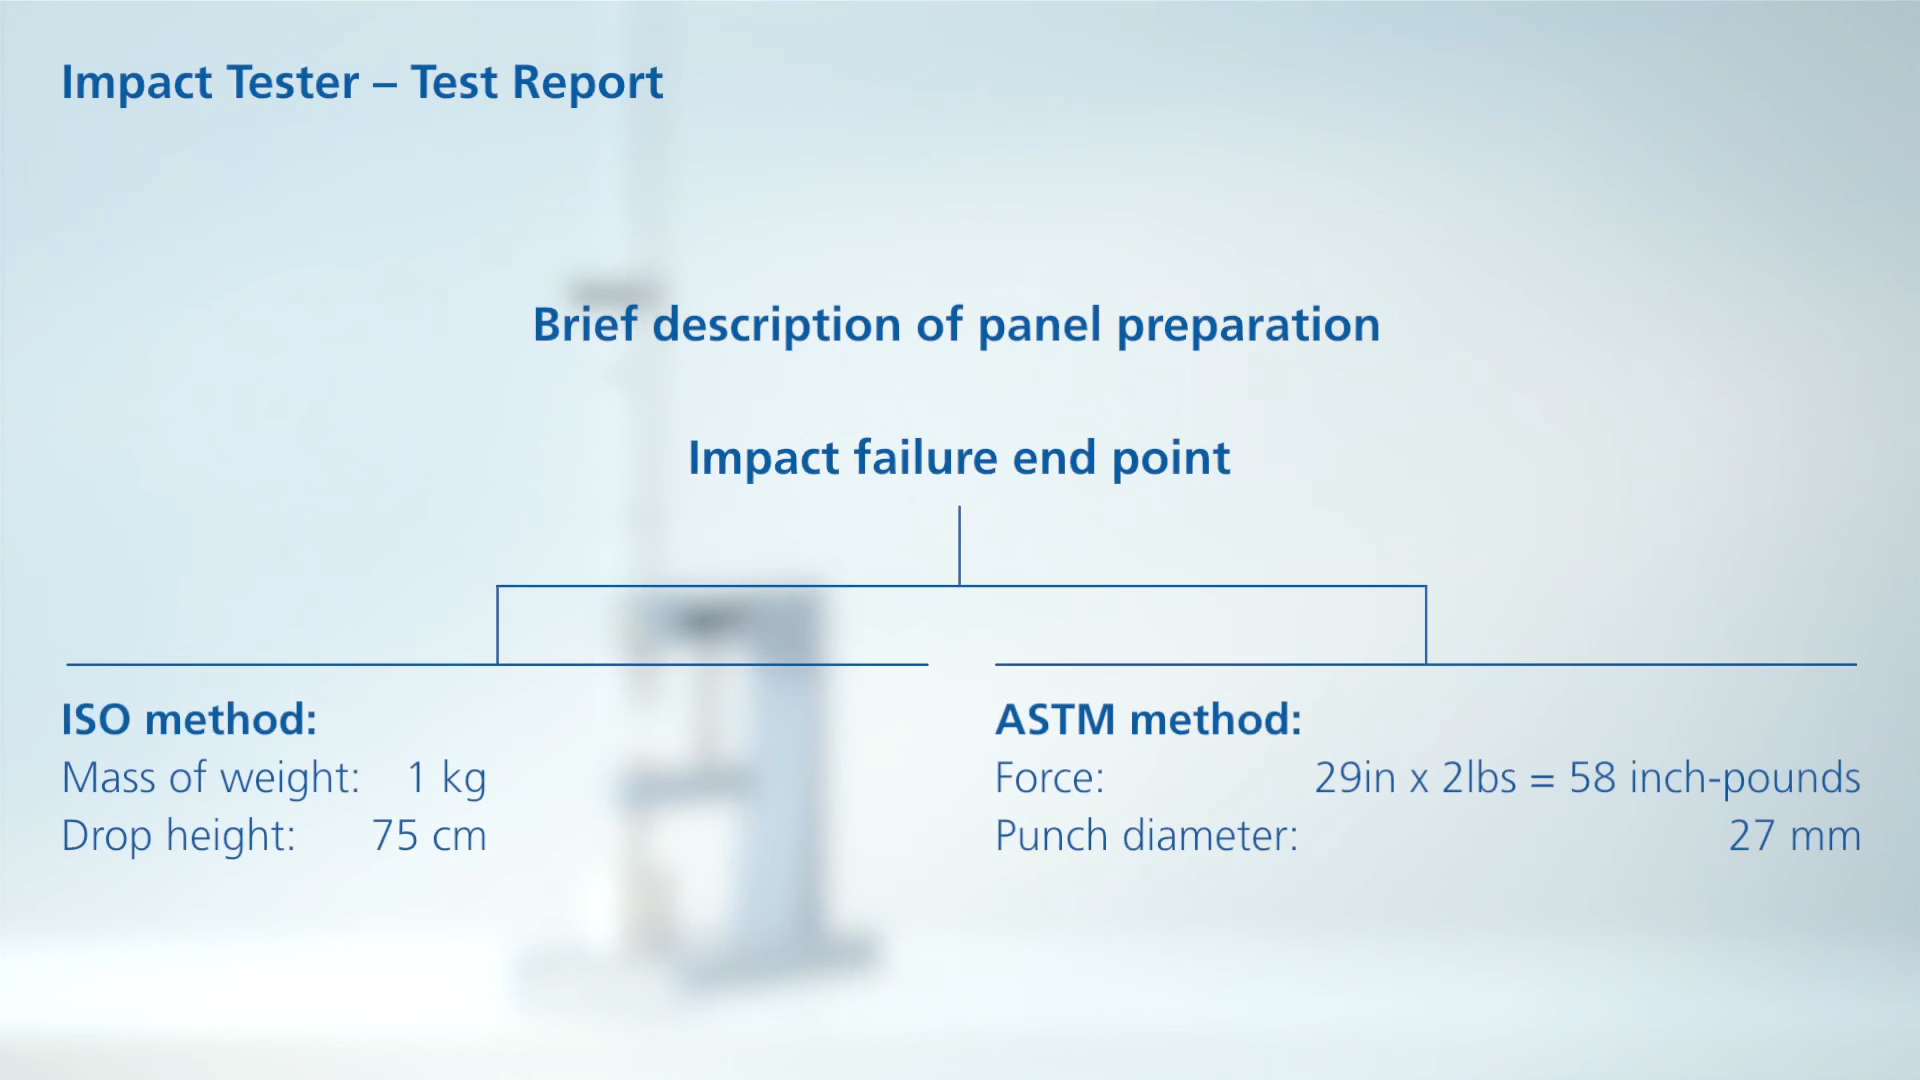 Impact Tester – Test Report
Brief description of panel preparation
Impact failure end point
ISO method:
Mass of weight: 1 kg
Drop height: 75 cm
ASTM method:
Force: 29in x 2lbs = 58 inch-pounds
Punch diameter: 27 mm